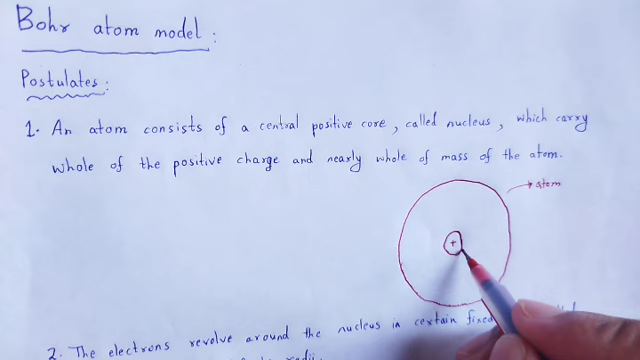 Bohr atom model :
Postulates :
1. An atom consists of a central positive core, called nucleus, which carry
whole of the positive charge and nearly whole of mass of the atom.
atom
+
2. The electrons revolve around the nucleus in certain fixed
radii.